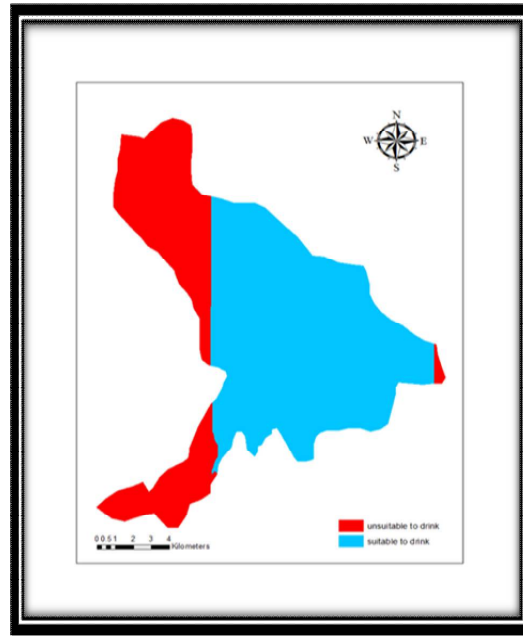 N
W E
S
unsuitable to drink
suitable to drink
0 0.5 1 2 3 4
Kilometers